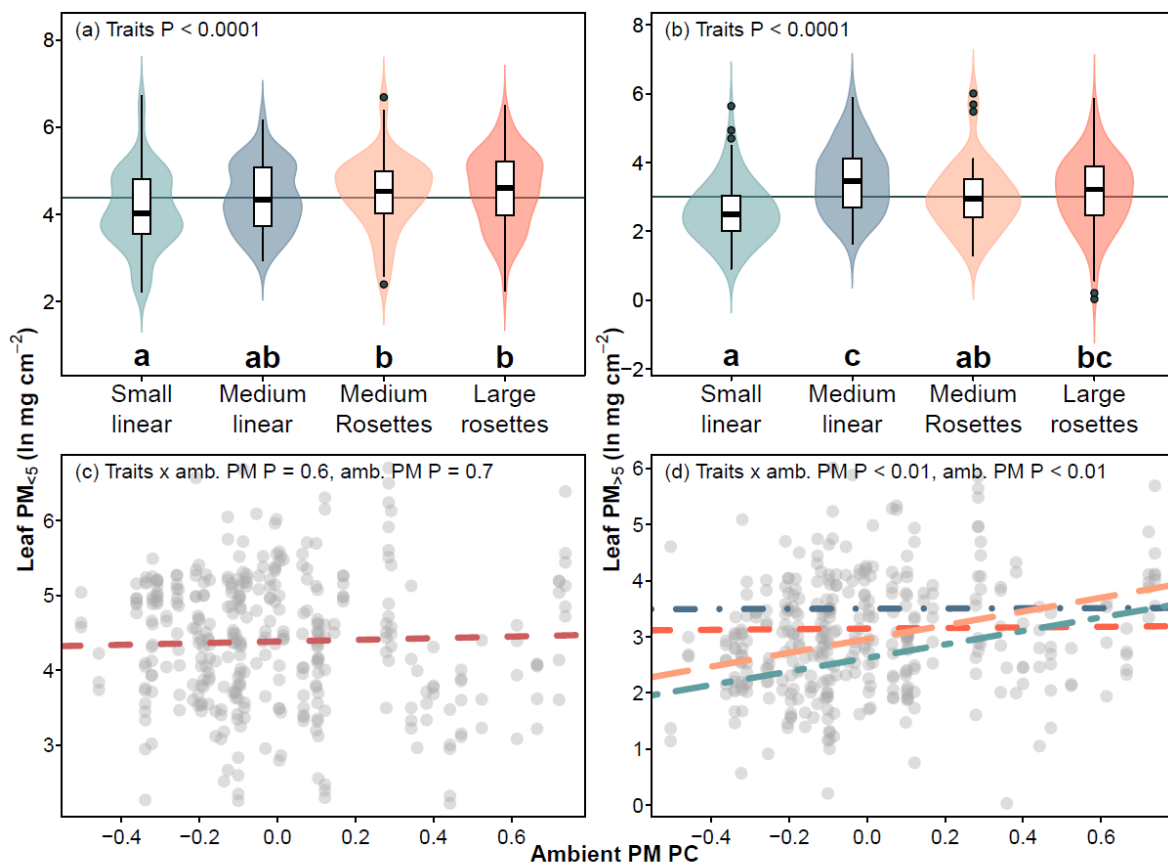 (a) Traits P < 0.0001
8
6
4
2
a ab b b
Small linear
Medium linear
Medium Rosettes
Large rosettes
(b) Traits P < 0.0001
8
6
4
2
0
−2
a c ab bc
Small linear
Medium linear
Medium Rosettes
Large rosettes
Leaf PM<5 (ln mg cm−2)
(c) Traits x amb. PM P = 0.6, amb. PM P = 0.7
6
5
4
3
−0.4 −0.2 0.0 0.2 0.4 0.6
Leaf PM>5 (ln mg cm−2)
(d) Traits x amb. PM P < 0.01, amb. PM P < 0.01
6
5
4
3
2
1
0
−0.4 −0.2 0.0 0.2 0.4 0.6
Ambient PM PC